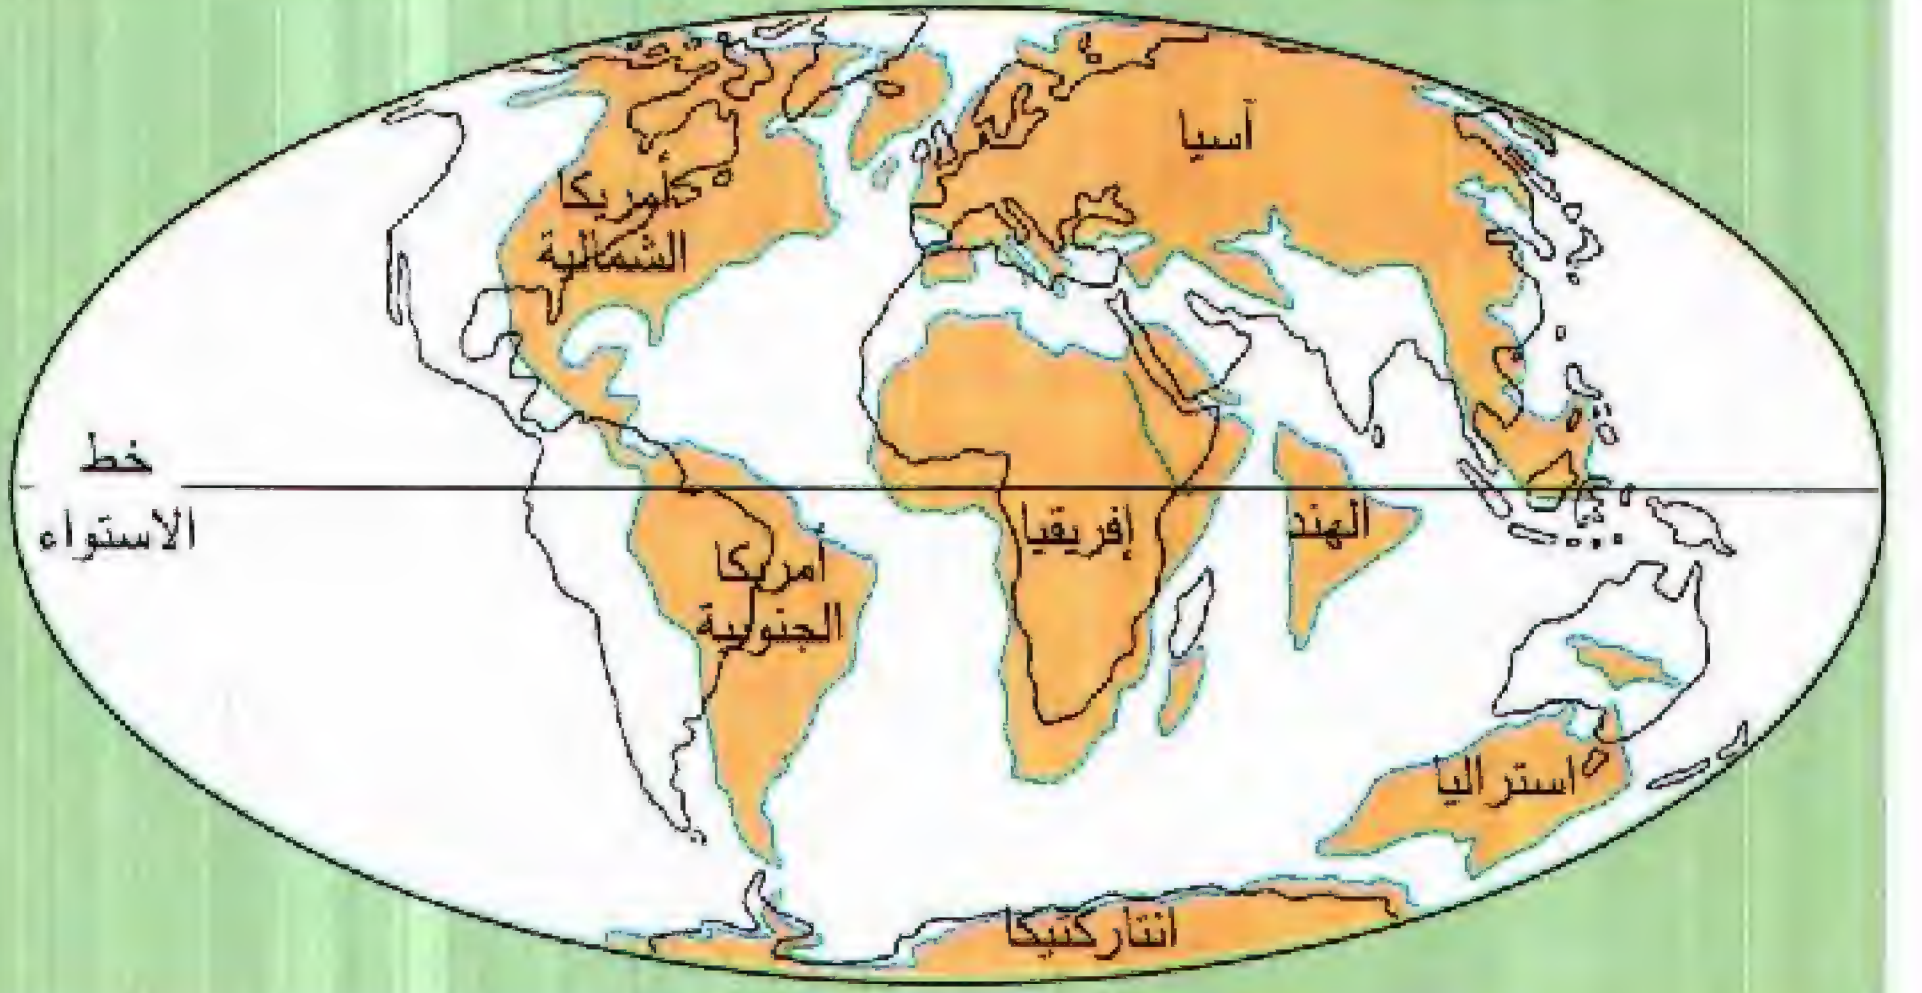 آسيا
أمريكا
الشمالية
خط
الاستواء
إفريقيا
الهند
أمريكا
الجنوبية
استراليا
انتاركتيكا